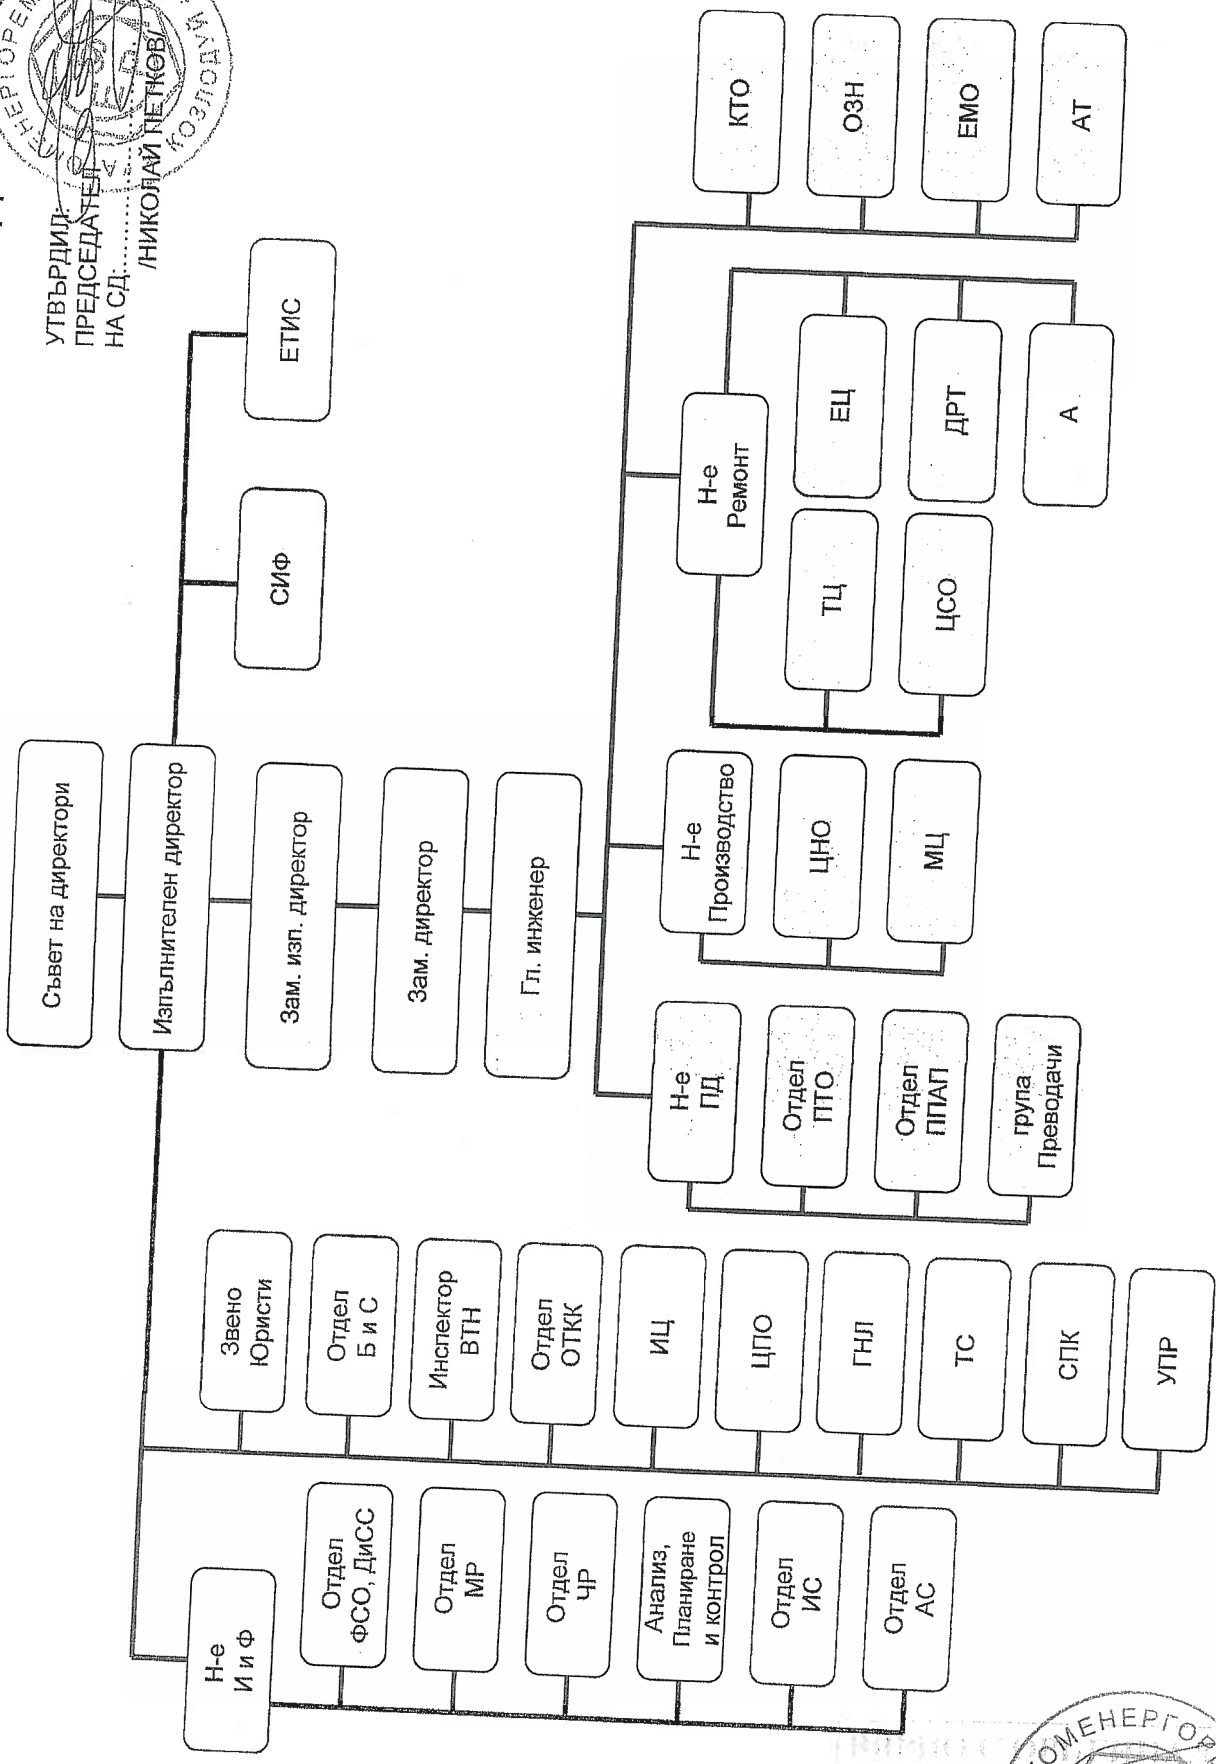 УТВЪРДИЛ:
ПРЕДСЕДАТЕЛ
НА СД:
/НИКОЛАЙ ПЕТКОВ/
КОЗЛОДУЙ
Съвет на директори
Изпълнителен директор
СИФ
ЕТИС
Зам. изп. директор
Зам. директор
Гл. инженер
Н-е
И и Ф
Отдел
ФСО, ДиСС
Отдел
МР
Отдел
ЧР
Анализ,
Планиране
и контрол
Отдел
ИС
Отдел
АС
Звено
Юристи
Отдел
Б и С
Инспектор
ВТН
Отдел
ОТКК
ИЦ
ЦПО
ГНЛ
ТС
СПК
УПР
Н-е
ПД
Отдел
ПТО
Отдел
ППАП
група
Преводачи
Н-е
Производство
ЦНО
МЦ
Н-е
Ремонт
ТЦ
ЦСО
ЕЦ
ДРТ
А
КТО
ОЗН
ЕМО
АТ